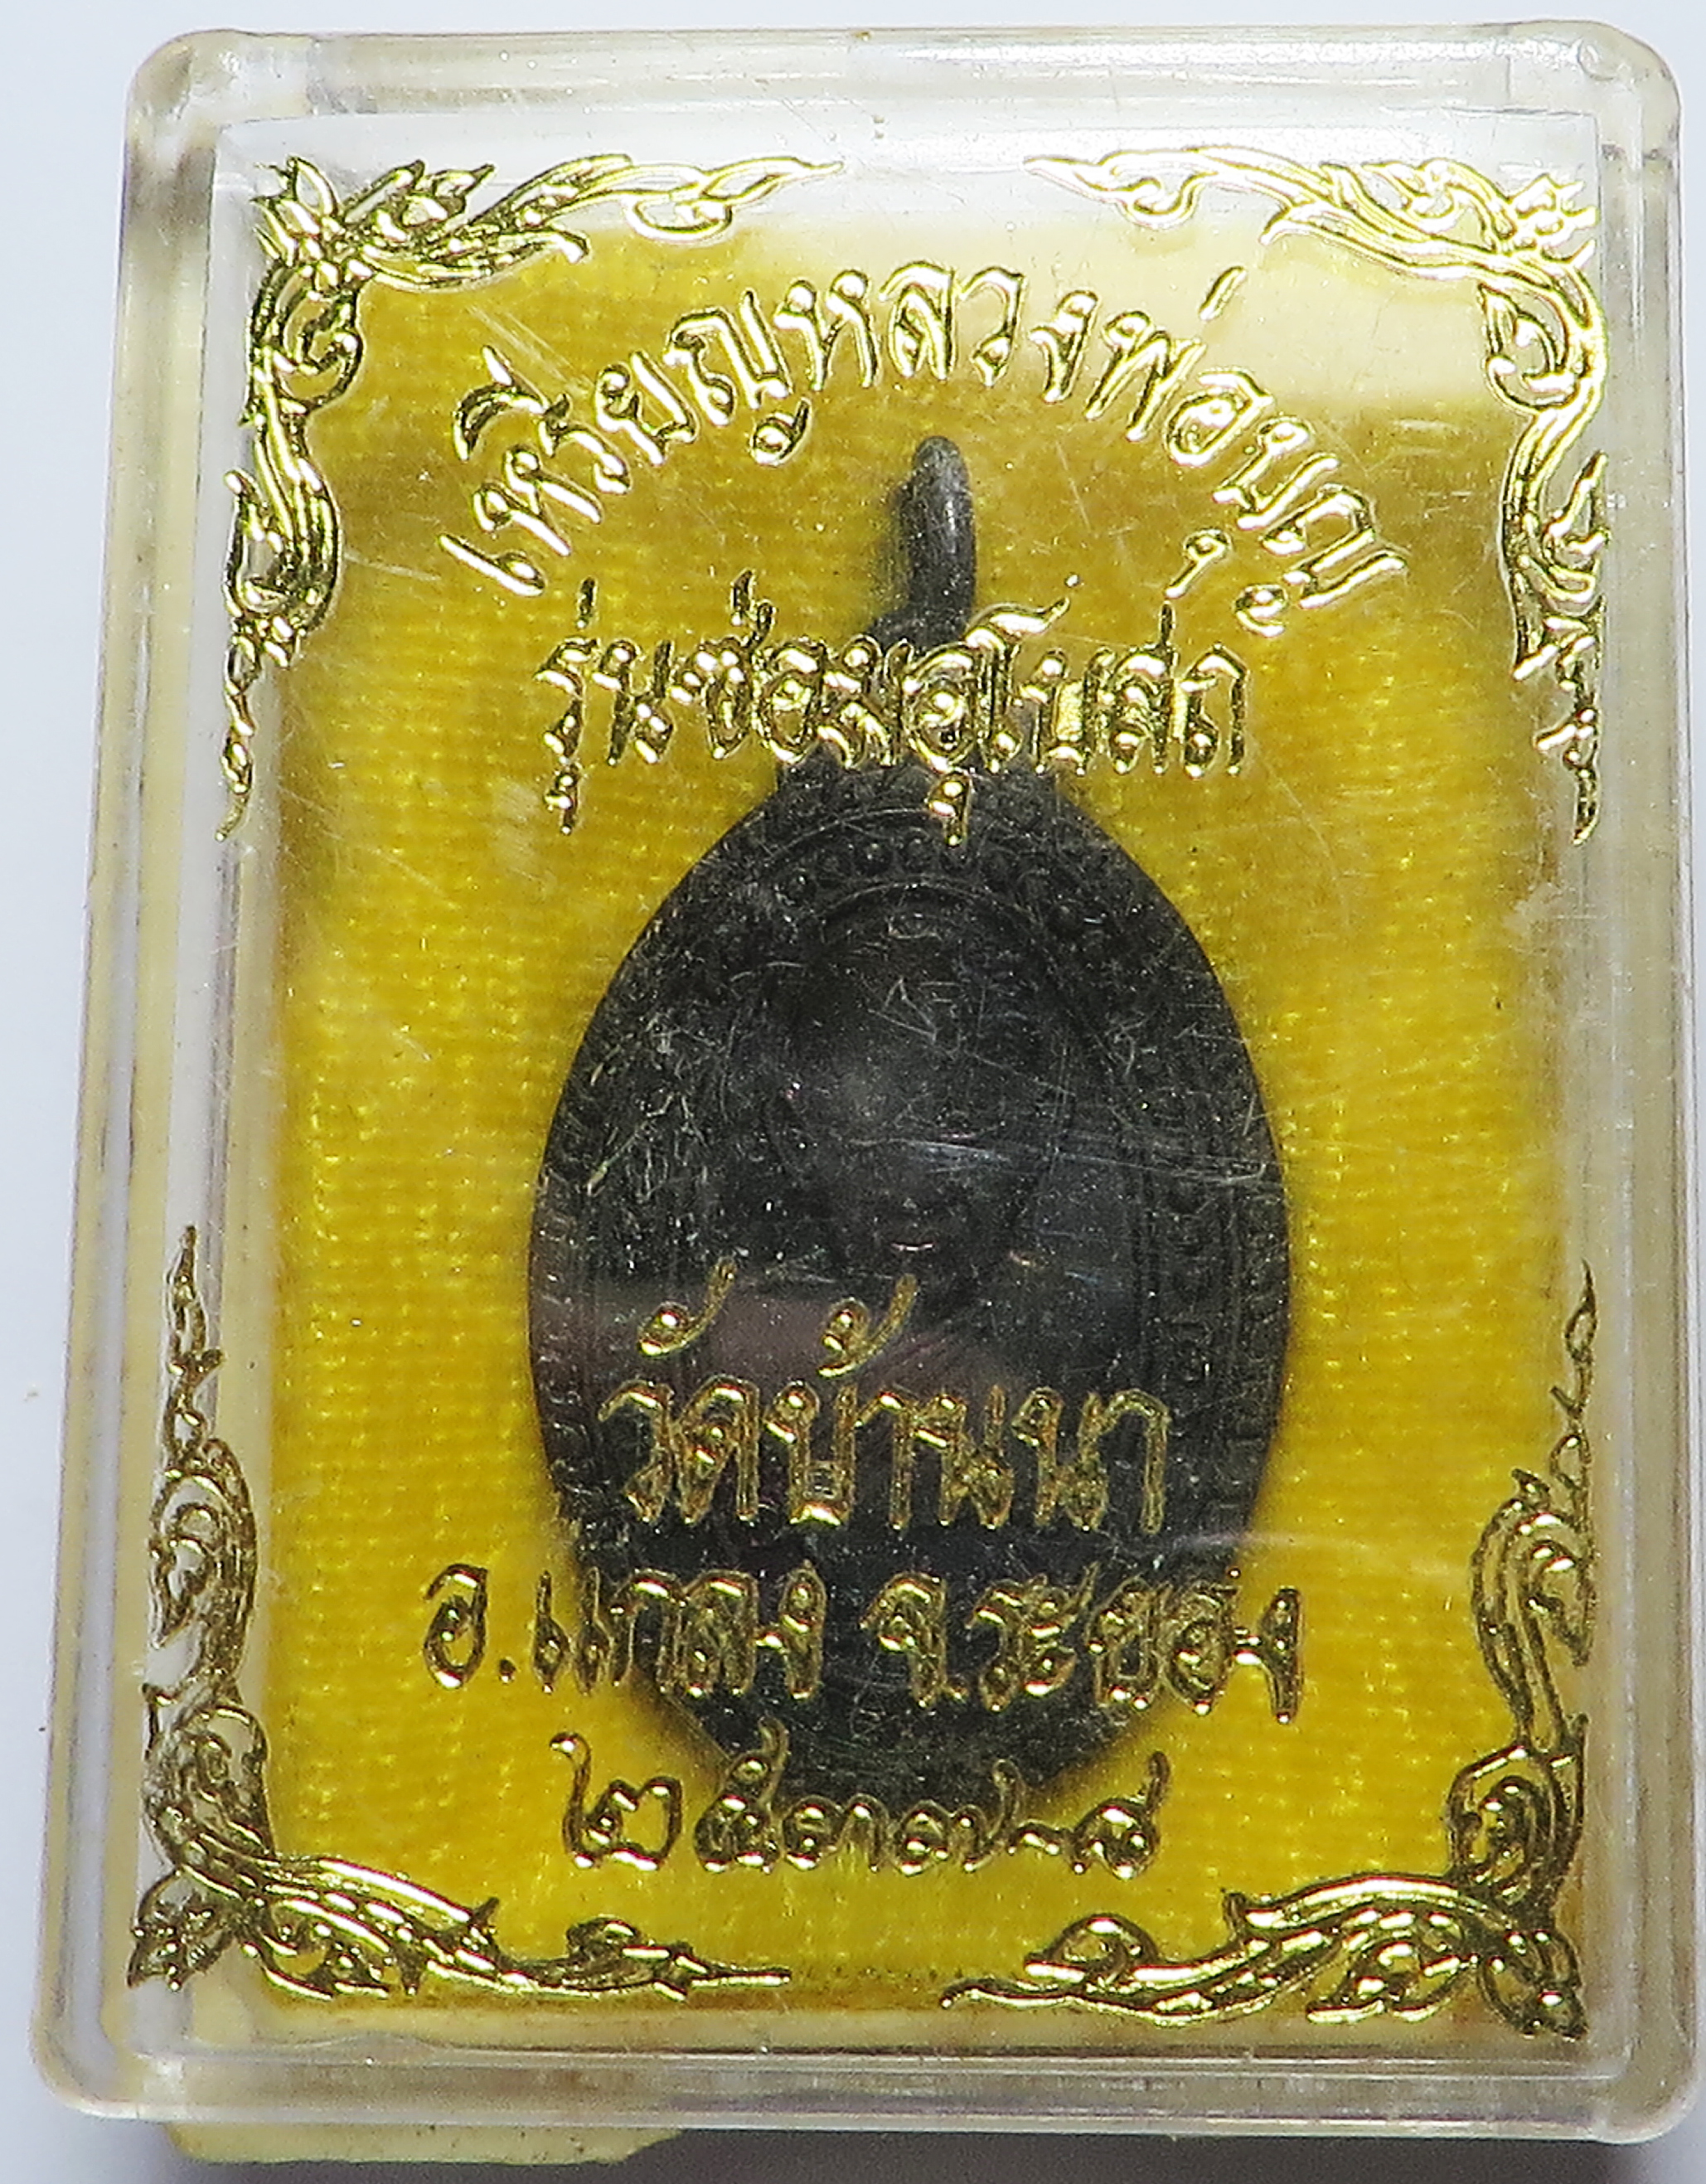 เหรียญหลวงพ่อบุญ
รุ่นซ่อมอุโบสถ
วัดบ้านนา
อ.แกลง จ.ระยอง
๒๕๓๗-๘